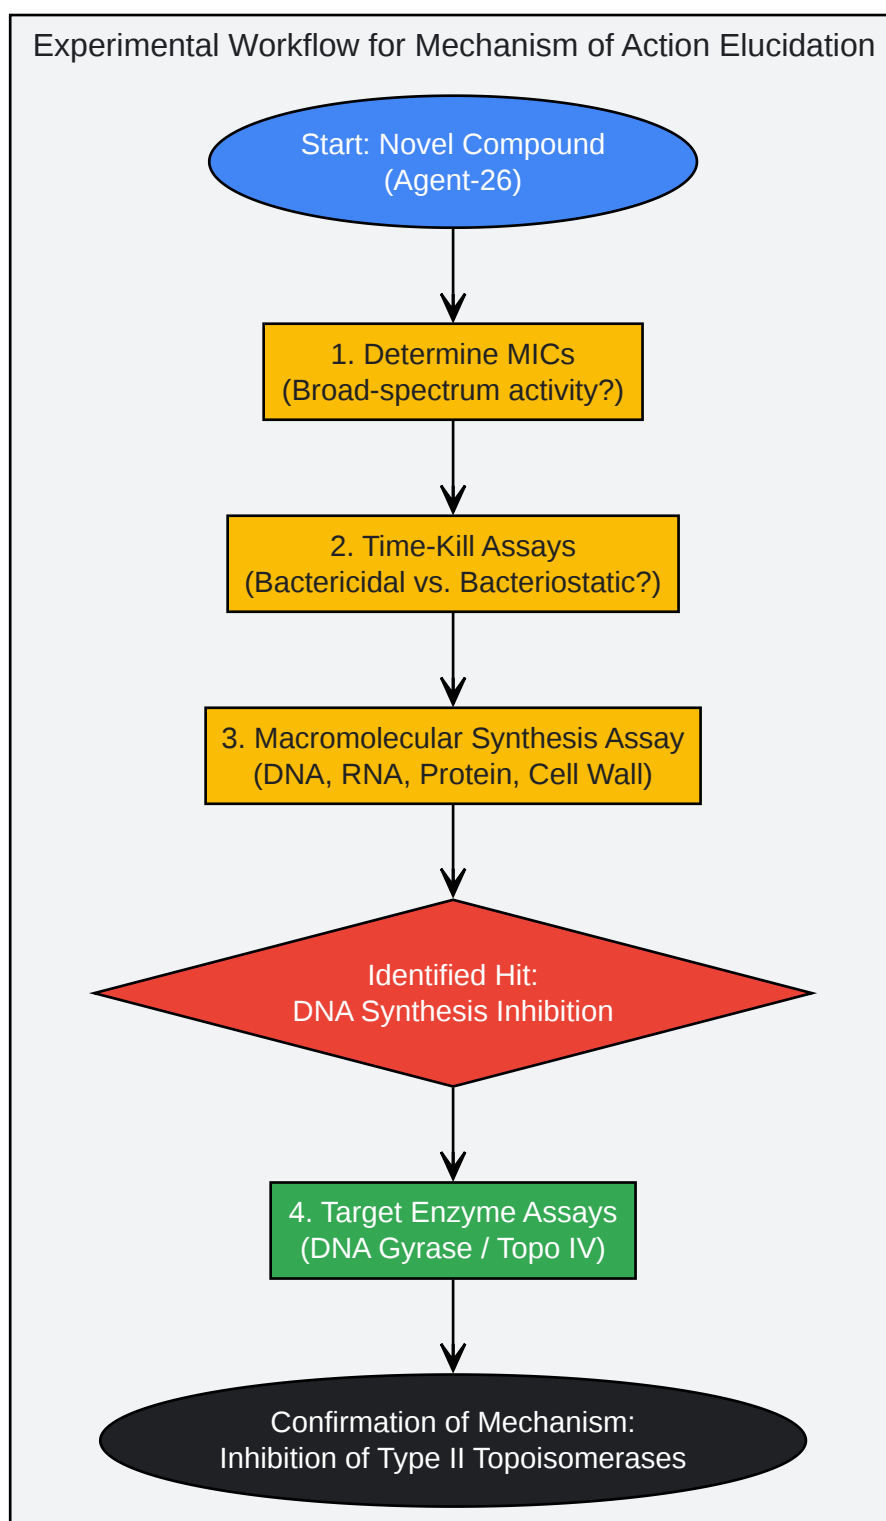 Experimental Workflow for Mechanism of Action Elucidation
Start: Novel Compound
(Agent-26)
1. Determine MICs
(Broad-spectrum activity?)
2. Time-Kill Assays
(Bactericidal vs. Bacteriostatic?)
3. Macromolecular Synthesis Assay
(DNA, RNA, Protein, Cell Wall)
Identified Hit:
DNA Synthesis Inhibition
4. Target Enzyme Assays
(DNA Gyrase / Topo IV)
Confirmation of Mechanism:
Inhibition of Type II Topoisomerases